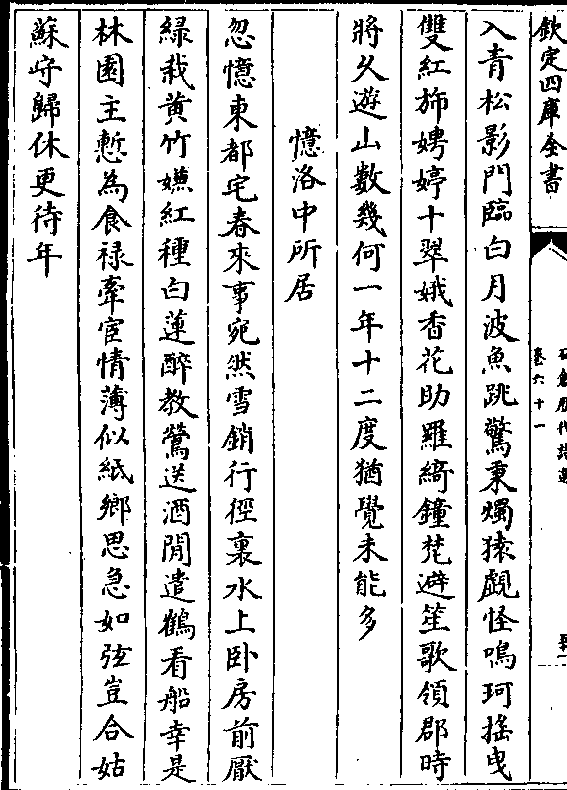 欽定四庫全書
卷六十一
入青松影門臨白月波魚跳驚秉燭猿覷怪鳴珂搖曳
雙紅斾娉婷十翠娥香花助羅綺鐘梵避笙歌領郡時
將久遊山數幾何一年十二度猶覺未能多
憶洛中所居
忽憶東都宅春來事宛然雪銷行徑裏水上卧房前厭
緑栽黄竹嫌紅種白蓮醉教鶯送酒閒遣鶴看船幸是
林園主慙為食禄牽宦情薄似紙鄉思急如弦豈合姑
蘇守歸休更待年